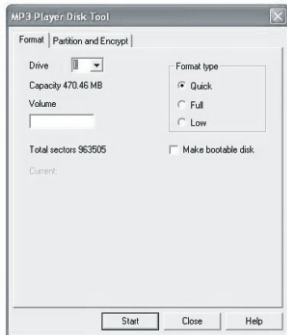 MP3 Player Disk Tool
Format Partition and Encrypt
Drive
Format type
Capacity 470.46 MB
Quick
Volume
Full
Low
Total sectors 963505
Make bootable disk
Current:
Start Close Help